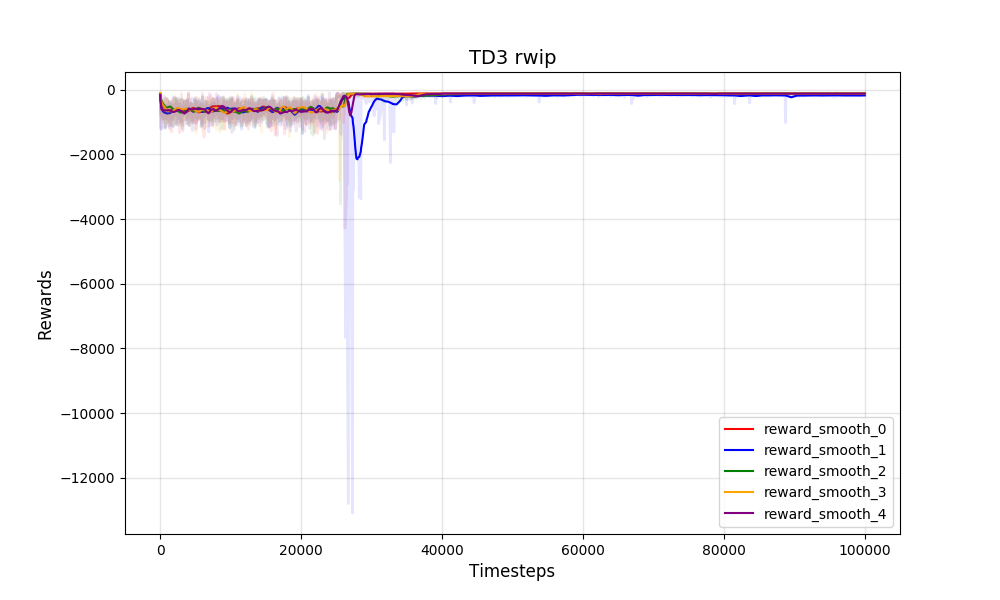 TD3 rwip
Rewards
0
−2000
−4000
−6000
−8000
−10000
−12000
reward_smooth_0
reward_smooth_1
reward_smooth_2
reward_smooth_3
reward_smooth_4
0 20000 40000 60000 80000 100000
Timesteps